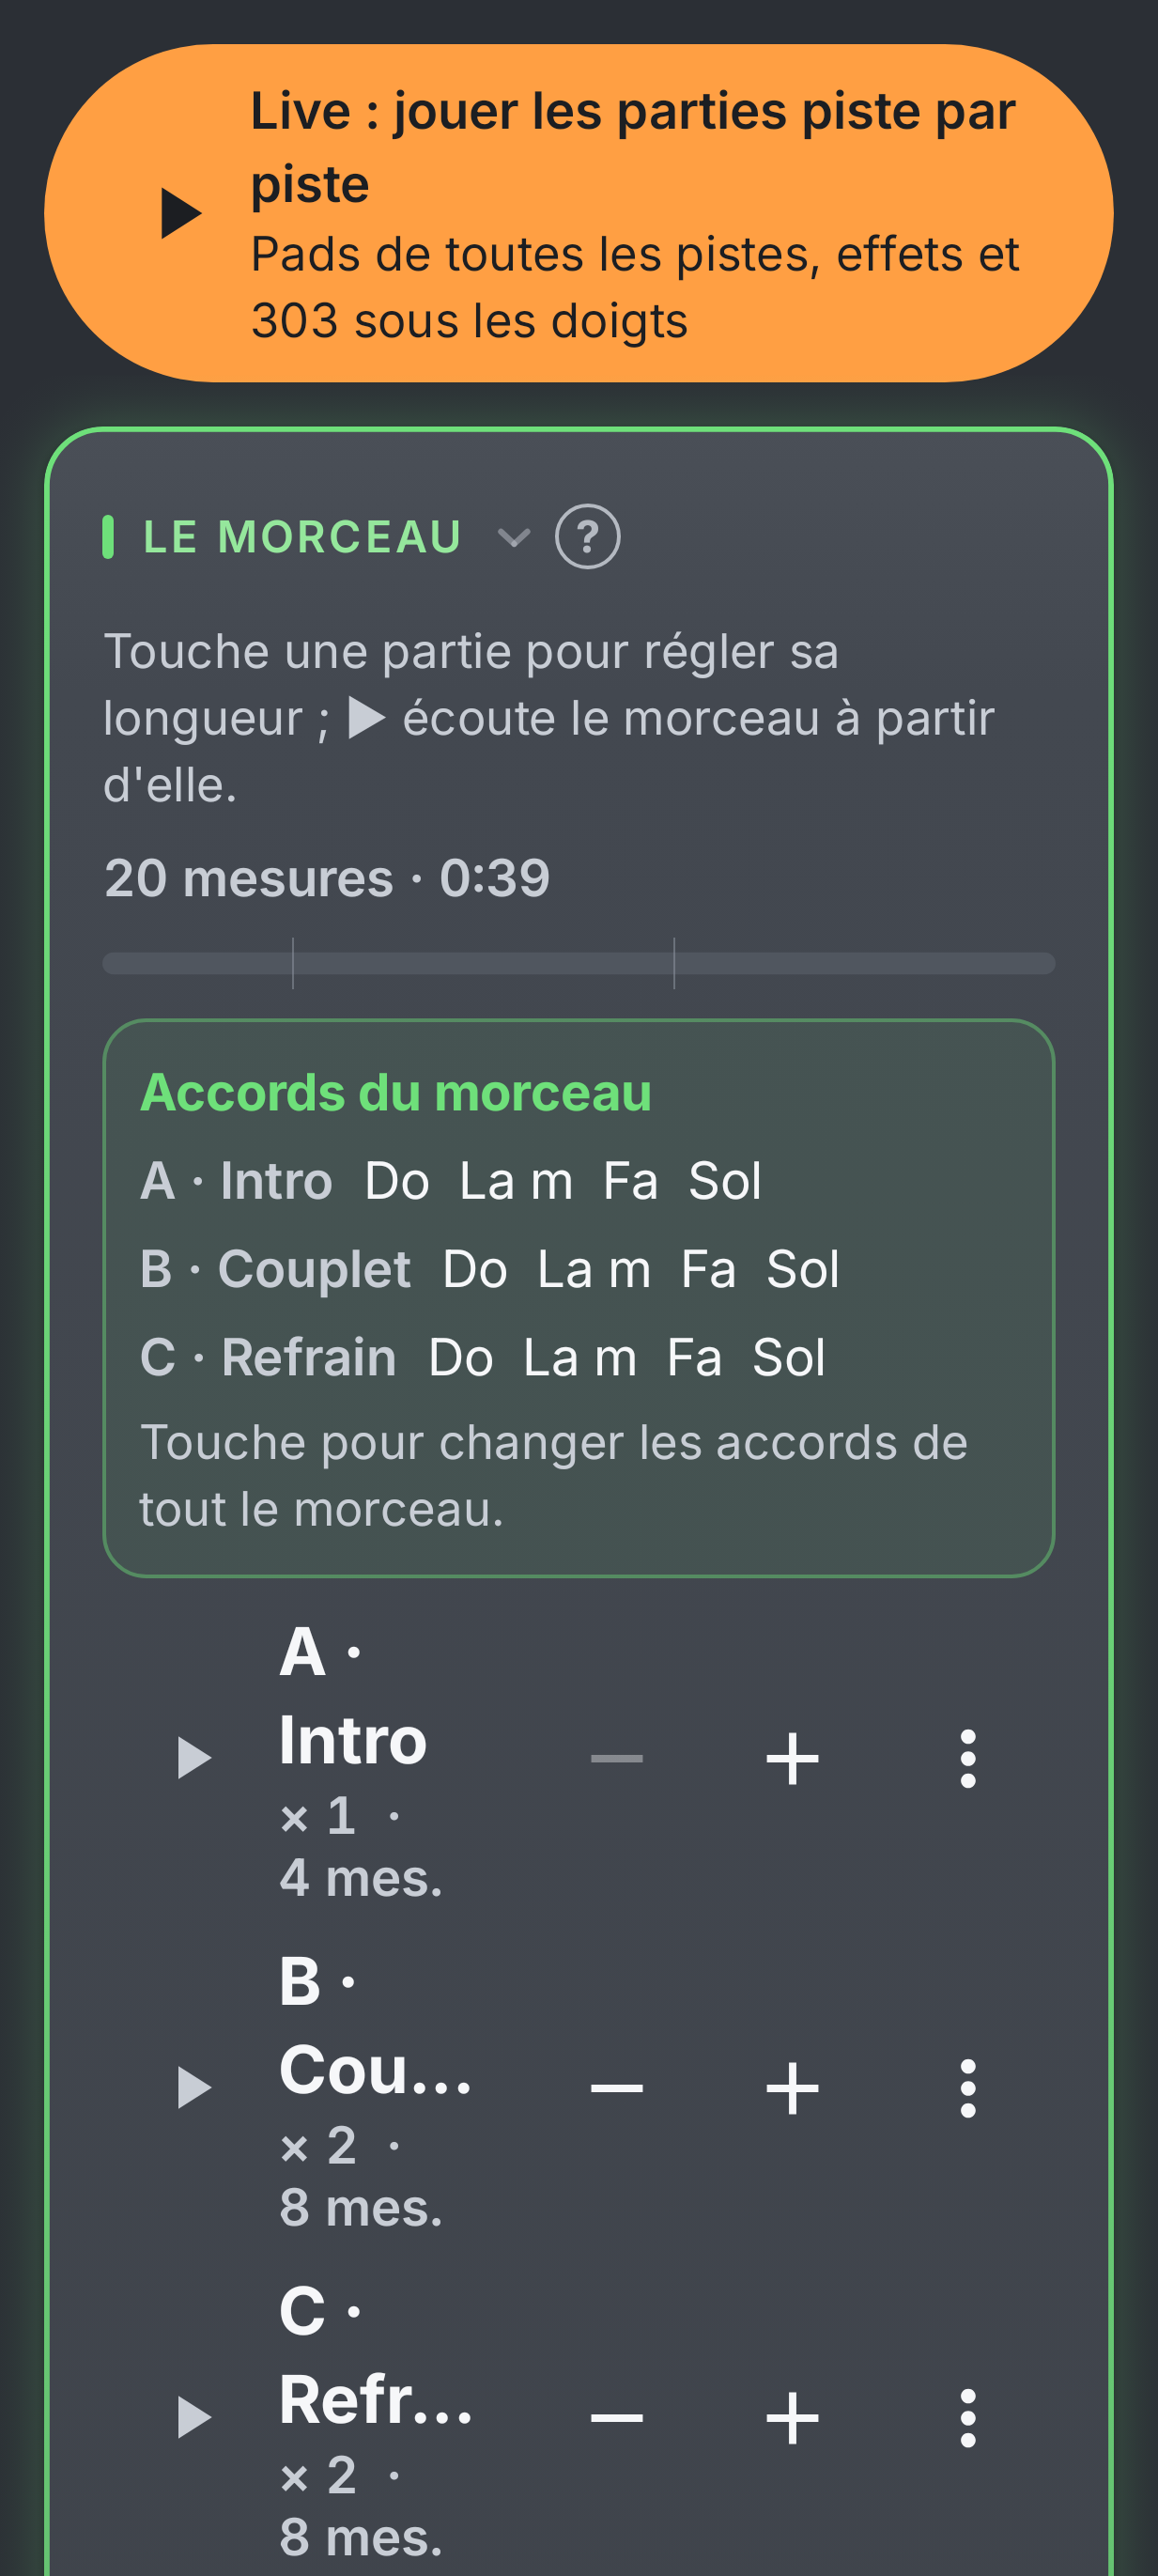 Live : jouer les parties piste par
piste
Pads de toutes les pistes, effets et
303 sous les doigts
LE MORCEAU ?
Touche une partie pour régler sa
longueur ; ▶ écoute le morceau à partir
d'elle.
20 mesures · 0:39
Accords du morceau
A · Intro Do La m Fa Sol
B · Couplet Do La m Fa Sol
C · Refrain Do La m Fa Sol
Touche pour changer les accords de
tout le morceau.
A ·
Intro
× 1 ·
4 mes.
B ·
Cou...
× 2 ·
8 mes.
C ·
Refr...
× 2 ·
8 mes.